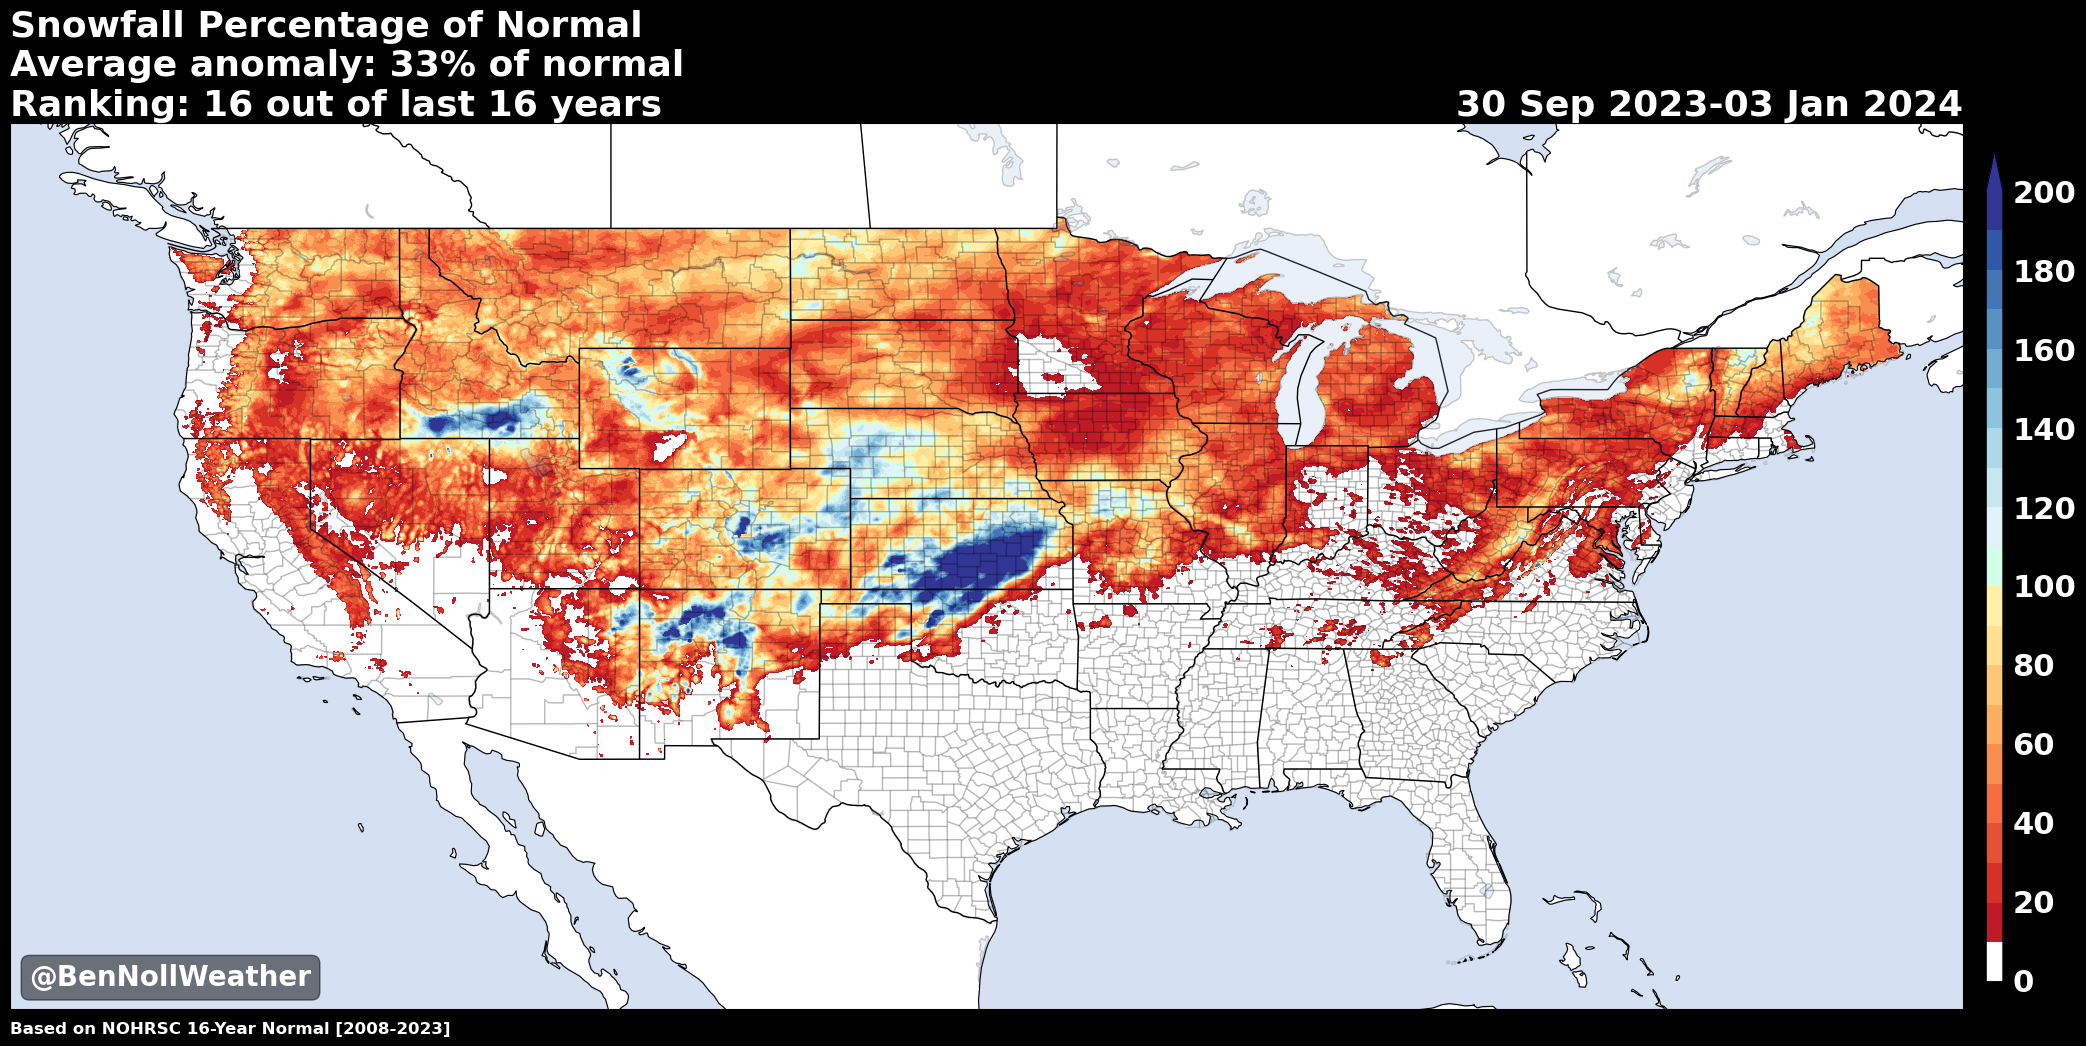 Snowfall Percentage of Normal
Average anomaly: 33% of normal
Ranking: 16 out of last 16 years
30 Sep 2023-03 Jan 2024
200
180
160
140
120
100
80
60
40
20
0
@BenNollWeather
Based on NOHRSC 16-Year Normal [2008-2023]